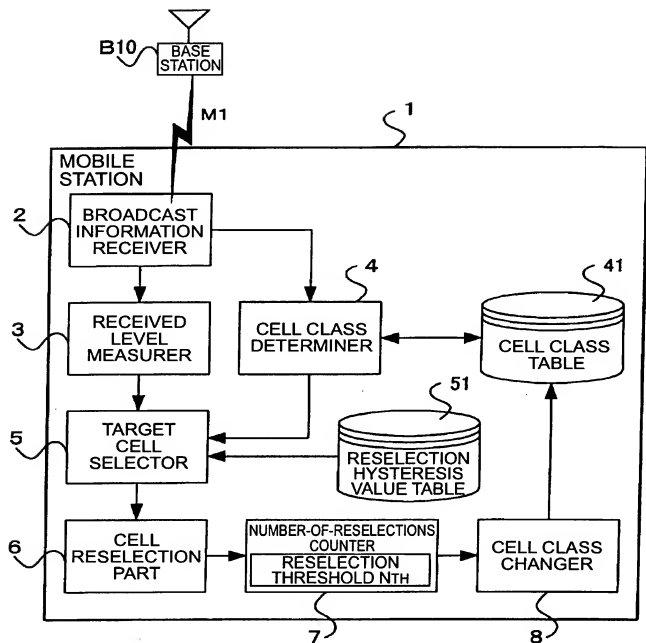 B10
BASE
STATION
M1
1
MOBILE
STATION
2
BROADCAST
INFORMATION
RECEIVER
4
41
3
RECEIVED
LEVEL
MEASURER
CELL CLASS
DETERMINER
CELL CLASS
TABLE
51
5
TARGET
CELL
SELECTOR
RESELECTION
HYSTERESIS
VALUE TABLE
6
CELL
RESELECTION
PART
NUMBER-OF-RESELECTIONS
COUNTER
RESELECTION
THRESHOLD NTH
CELL CLASS
CHANGER
7
8